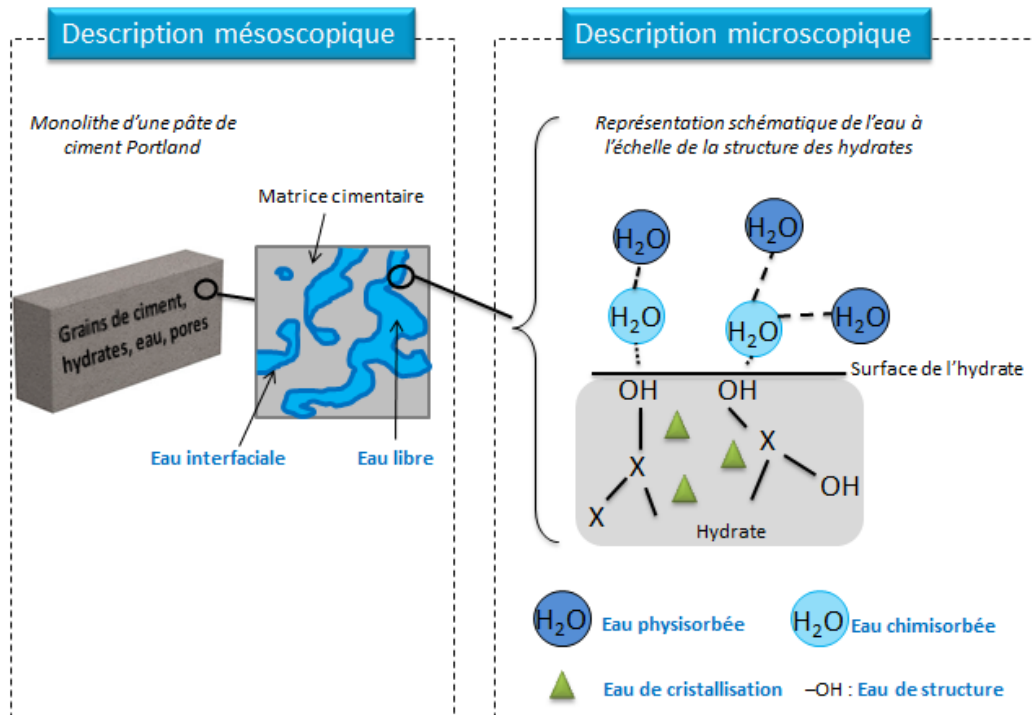 Description mésoscopique
Monolithe d'une pâte de
ciment Portland
Matrice cimentaire
Grains de ciment,
hydrates, eau, pores
Eau interfaciale
Eau libre
Description microscopique
Représentation schématique de l'eau à
l'échelle de la structure des hydrates
H₂O
H₂O
H₂O
H₂O
H₂O
Surface de l'hydrate
OH
OH
X
X
OH
X
Hydrate
H₂O
Eau physisorbée
H₂O
Eau chimisorbée
Eau de cristallisation
–OH : Eau de structure